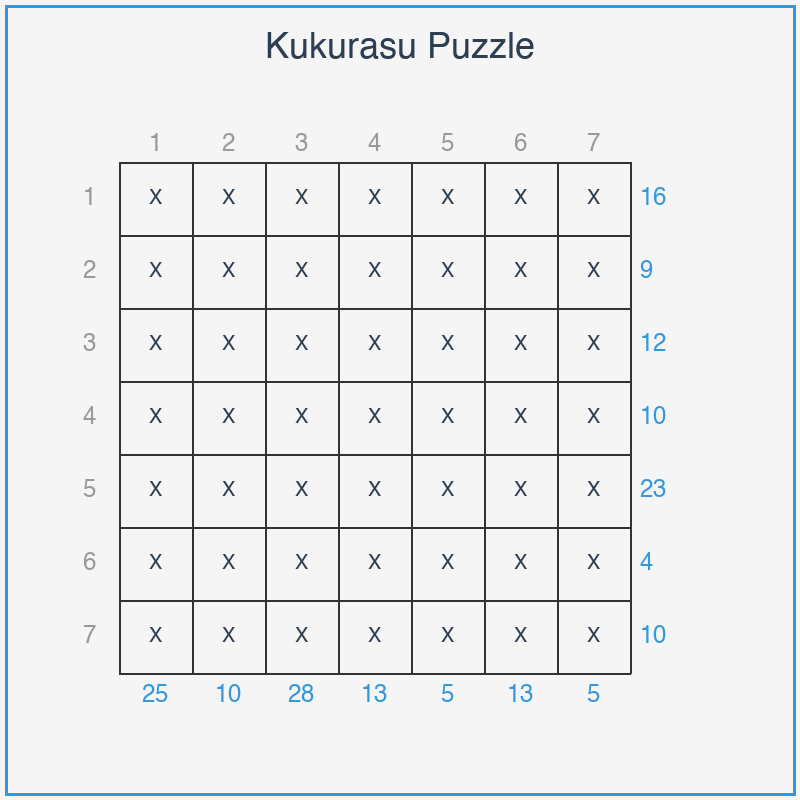 Kukurasu Puzzle
1 2 3 4 5 6 7
1 X X X X X X X 16
2 X X X X X X X 9
3 X X X X X X X 12
4 X X X X X X X 10
5 X X X X X X X 23
6 X X X X X X X 4
7 X X X X X X X 10
25 10 28 13 5 13 5